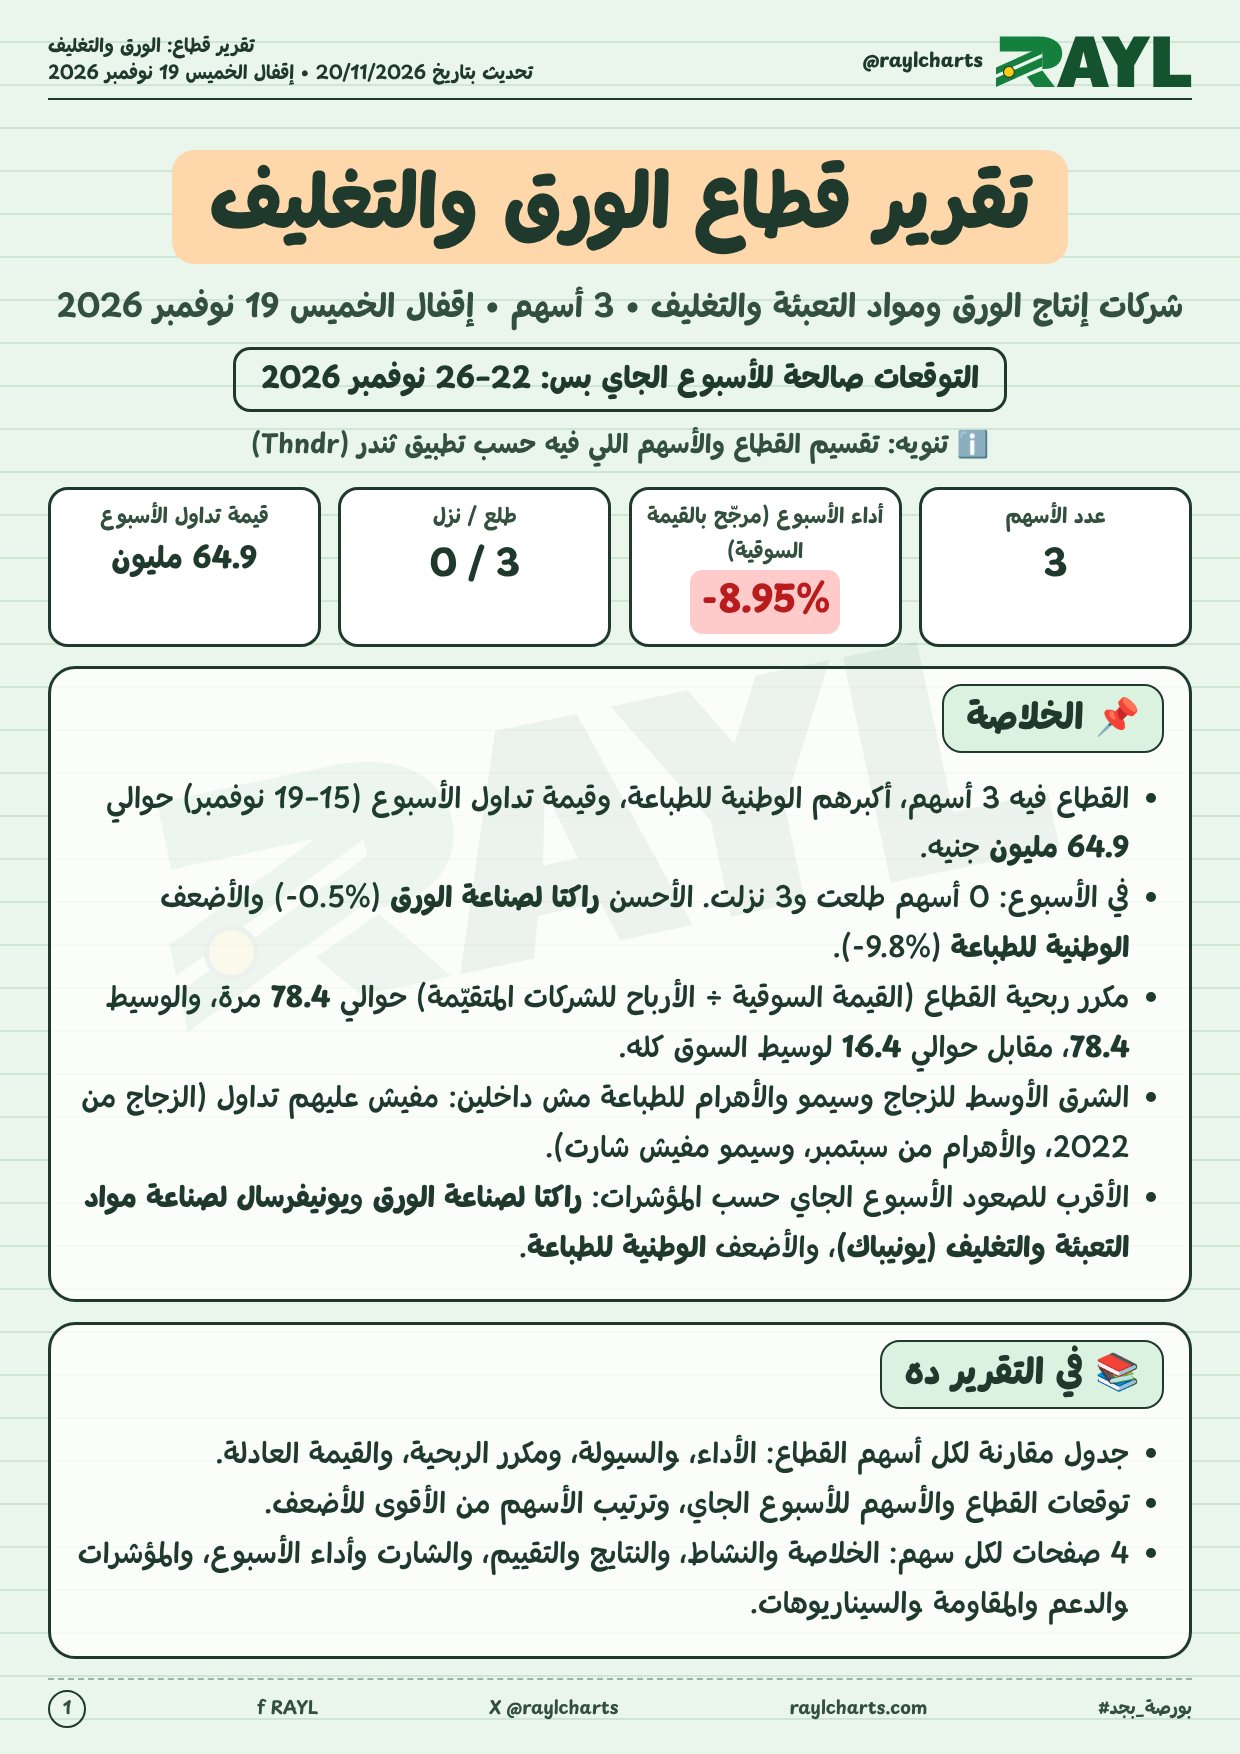 RAYL @raylcharts
تقرير قطاع: الورق والتغليف
تحديث بتاريخ 20/11/2026 • إقفال الخميس 19 نوفمبر 2026
تقرير قطاع الورق والتغليف
شركات إنتاج الورق ومواد التعبئة والتغليف • 3 أسهم • إقفال الخميس 19 نوفمبر 2026
التوقعات صالحة للأسبوع الجاي بس: 22–26 نوفمبر 2026
ℹ️ تنويه: تقسيم القطاع والأسهم اللي فيه حسب تطبيق ثندر (Thndr)
عدد الأسهم
3
أداء الأسبوع (مرجّح بالقيمة
السوقية)
-8.95%
طلع / نزل
0 / 3
قيمة تداول الأسبوع
64.9 مليون
RAYL
📌 الخلاصة
• القطاع فيه 3 أسهم، أكبرهم الوطنية للطباعة، وقيمة تداول الأسبوع (15–19 نوفمبر) حوالي
64.9 مليون جنيه.
• في الأسبوع: 0 أسهم طلعت و3 نزلت. الأحسن راكتا لصناعة الورق (-0.5%) والأضعف
الوطنية للطباعة (-9.8%).
• مكرر ربحية القطاع (القيمة السوقية ÷ الأرباح للشركات المتقيّمة) حوالي 78.4 مرة، والوسيط
78.4، مقابل حوالي 16.4 لوسيط السوق كله.
• الشرق الأوسط للزجاج وسيمو والأهرام للطباعة مش داخلين: مفيش عليهم تداول (الزجاج من
2022، والأهرام من سبتمبر، وسيمو مفيش شارت).
• الأقرب للصعود الأسبوع الجاي حسب المؤشرات: راكتا لصناعة الورق ويونيفرسال لصناعة مواد
التعبئة والتغليف (يونيباك)، والأضعف الوطنية للطباعة.
📚 في التقرير دة
• جدول مقارنة لكل أسهم القطاع: الأداء، والسيولة، ومكرر الربحية، والقيمة العادلة.
• توقعات القطاع والأسهم للأسبوع الجاي، وترتيب الأسهم من الأقوى للأضعف.
• 4 صفحات لكل سهم: الخلاصة والنشاط، والنتايج والتقييم، والشارت وأداء الأسبوع، والمؤشرات
والدعم والمقاومة والسيناريوهات.
#بورصة_بجد
raylcharts.com
X @raylcharts
f RAYL
1